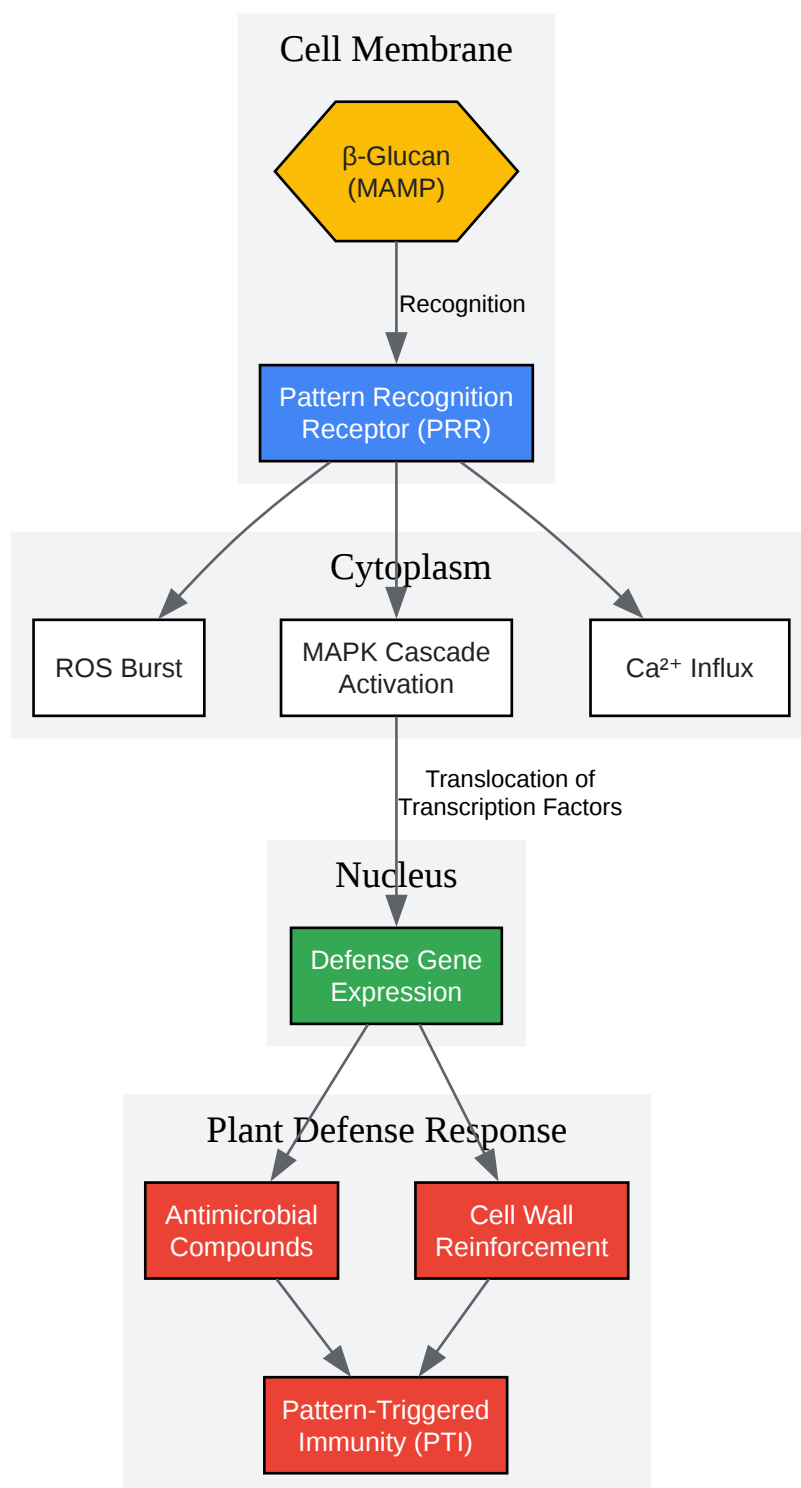 Cell Membrane
β-Glucan
(MAMP)
Recognition
Pattern Recognition
Receptor (PRR)
Cytoplasm
ROS Burst
MAPK Cascade
Activation
Ca²⁺ Influx
Translocation of
Transcription Factors
Nucleus
Defense Gene
Expression
Plant Defense Response
Antimicrobial
Compounds
Cell Wall
Reinforcement
Pattern-Triggered
Immunity (PTI)